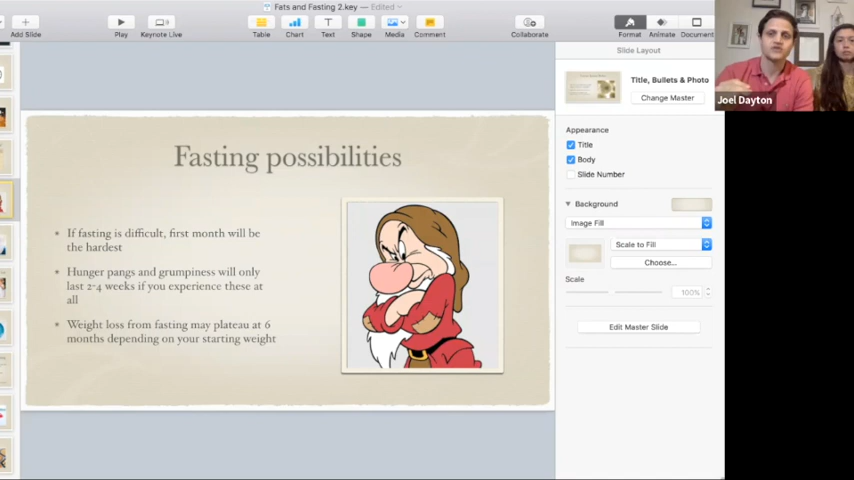 Fats and Fasting 2.key — Edited
Add Slide
Play
Keynote Live
Table
Chart
Text
Shape
Media
Comment
Collaborate
Format
Animate
Document
Slide Layout
Title, Bullets & Photo
Change Master
Joel Dayton
Appearance
Title
Body
Slide Number
Background
Image Fill
Scale to Fill
Choose...
Scale
100%
Edit Master Slide
Fasting possibilities
* If fasting is difficult, first month will be
the hardest
* Hunger pangs and grumpiness will only
last 2-4 weeks if you experience these at
all
* Weight loss from fasting may plateau at 6
months depending on your starting weight